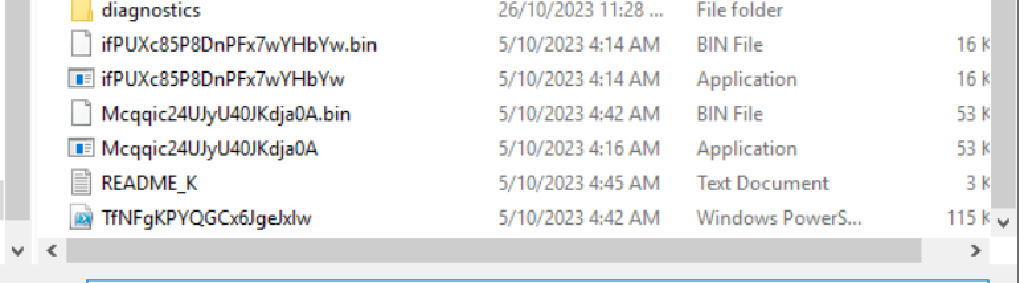 diagnostics 26/10/2023 11:28 ... File folder
ifPUXc85P8DnPFx7wYHbYw.bin 5/10/2023 4:14 AM BIN File 16 K
ifPUXc85P8DnPFx7wYHbYw 5/10/2023 4:14 AM Application 16 K
Mcqqic24UJyU40JKdja0A.bin 5/10/2023 4:42 AM BIN File 53 K
Mcqqic24UJyU40JKdja0A 5/10/2023 4:16 AM Application 53 K
README_K 5/10/2023 4:45 AM Text Document 3 K
TfNFgKPYQGCx6JgeJxlw 5/10/2023 4:42 AM Windows PowerS... 115 K